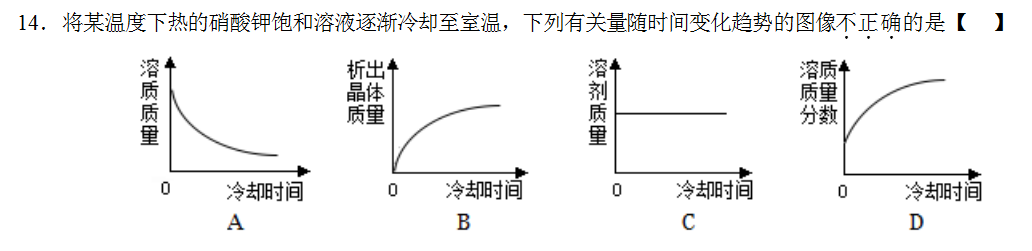 14．将某温度下热的硝酸钾饱和溶液逐渐冷却至室温，下列有关量随时间变化趋势的图像不正确的是【　】
溶质质量
0
冷却时间
A
析出晶体质量
0
冷却时间
B
溶剂质量
0
冷却时间
C
溶质质量分数
0
冷却时间
D